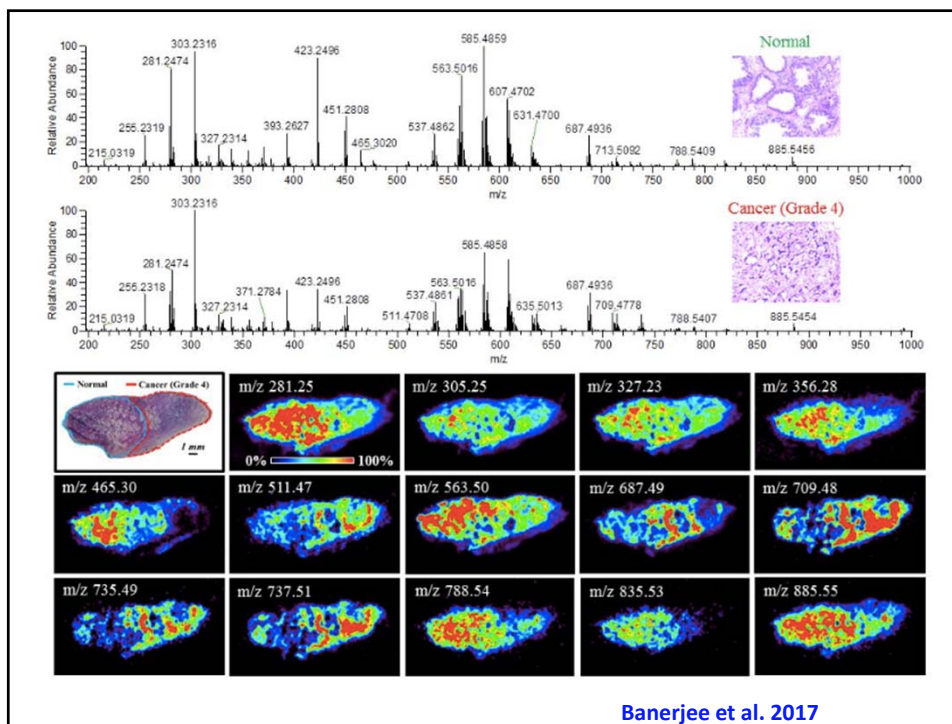 Normal
Relative Abundance
100
80
60
40
20
0
215.0319
255.2319
281.2474
303.2316
327.2314
393.2627
423.2496
451.2808
465.3020
537.4862
563.5016
585.4859
607.4702
631.4700
687.4936
713.5092
788.5409
885.5456
200 250 300 350 400 450 500 550 600 650 700 750 800 850 900 950 1000
m/z
Cancer (Grade 4)
Relative Abundance
100
80
60
40
20
0
215.0319
255.2318
281.2474
303.2316
327.2314
371.2784
423.2496
451.2808
511.4708
537.4861
563.5016
585.4858
635.5013
687.4936
709.4778
788.5407
885.5454
200 250 300 350 400 450 500 550 600 650 700 750 800 850 900 950 1000
m/z
Normal Cancer (Grade 4)
1 mm
m/z 281.25
0% 100%
m/z 305.25
m/z 327.23
m/z 356.28
m/z 465.30
m/z 511.47
m/z 563.50
m/z 687.49
m/z 709.48
m/z 735.49
m/z 737.51
m/z 788.54
m/z 835.53
m/z 885.55
Banerjee et al. 2017